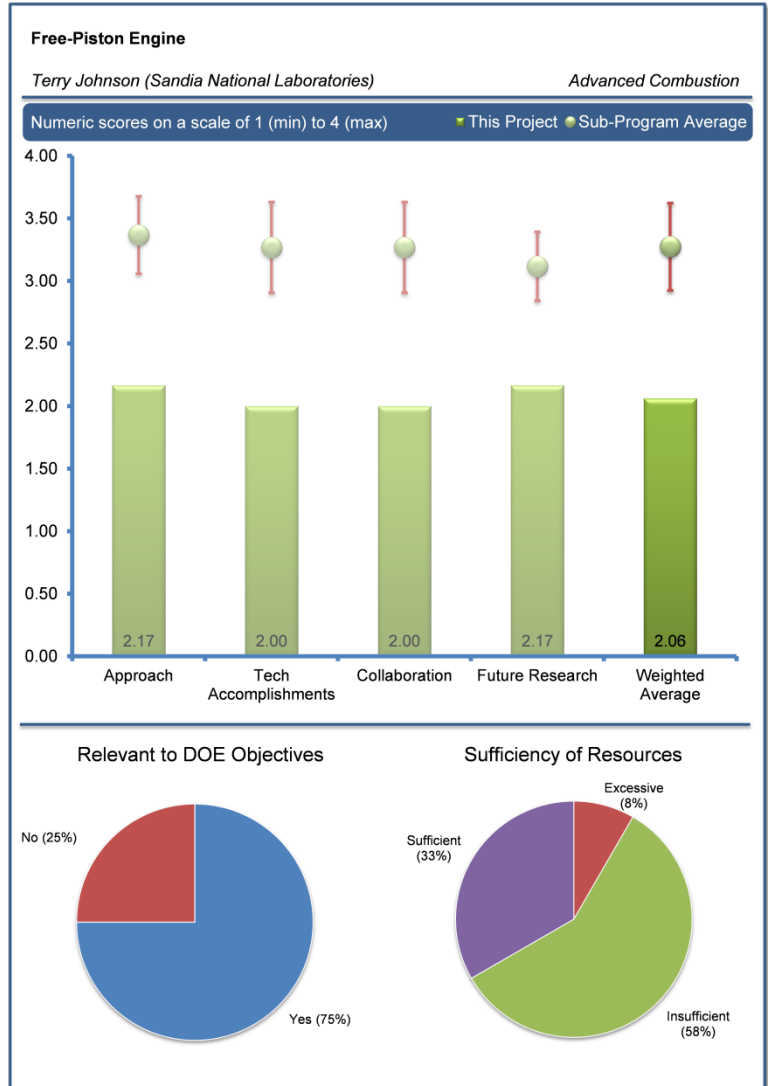 Free-Piston Engine
Terry Johnson (Sandia National Laboratories) Advanced Combustion
Numeric scores on a scale of 1 (min) to 4 (max) This Project Sub-Program Average
4.00
3.50
3.00
2.50
2.00
1.50
1.00
0.50
0.00
2.17 2.00 2.00 2.17 2.06
Approach Tech Collaboration Future Research Weighted
Accomplishments Average
Relevant to DOE Objectives Sufficiency of Resources
Excessive
(8%)
No (25%)
Sufficient
(33%)
Yes (75%)
Insufficient
(58%)